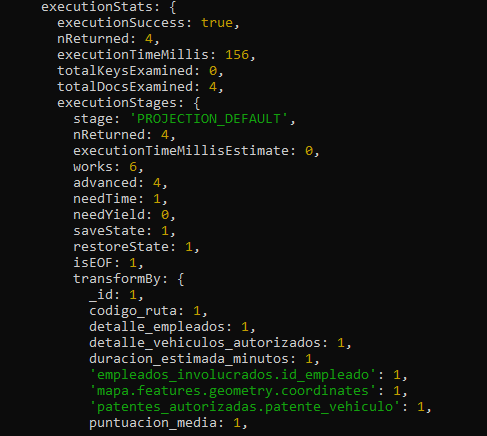 executionStats: {
executionSuccess: true,
nReturned: 4,
executionTimeMillis: 156,
totalKeysExamined: 0,
totalDocsExamined: 4,
executionStages: {
stage: 'PROJECTION_DEFAULT',
nReturned: 4,
executionTimeMillisEstimate: 0,
works: 6,
advanced: 4,
needTime: 1,
needYield: 0,
saveState: 1,
restoreState: 1,
isEOF: 1,
transformBy: {
_id: 1,
codigo_ruta: 1,
detalle_empleados: 1,
detalle_vehiculos_autorizados: 1,
duracion_estimada_minutos: 1,
'empleados_involucrados.id_empleado': 1,
'mapa.features.geometry.coordinates': 1,
'patentes_autorizadas.patente_vehiculo': 1,
puntuacion_media: 1,